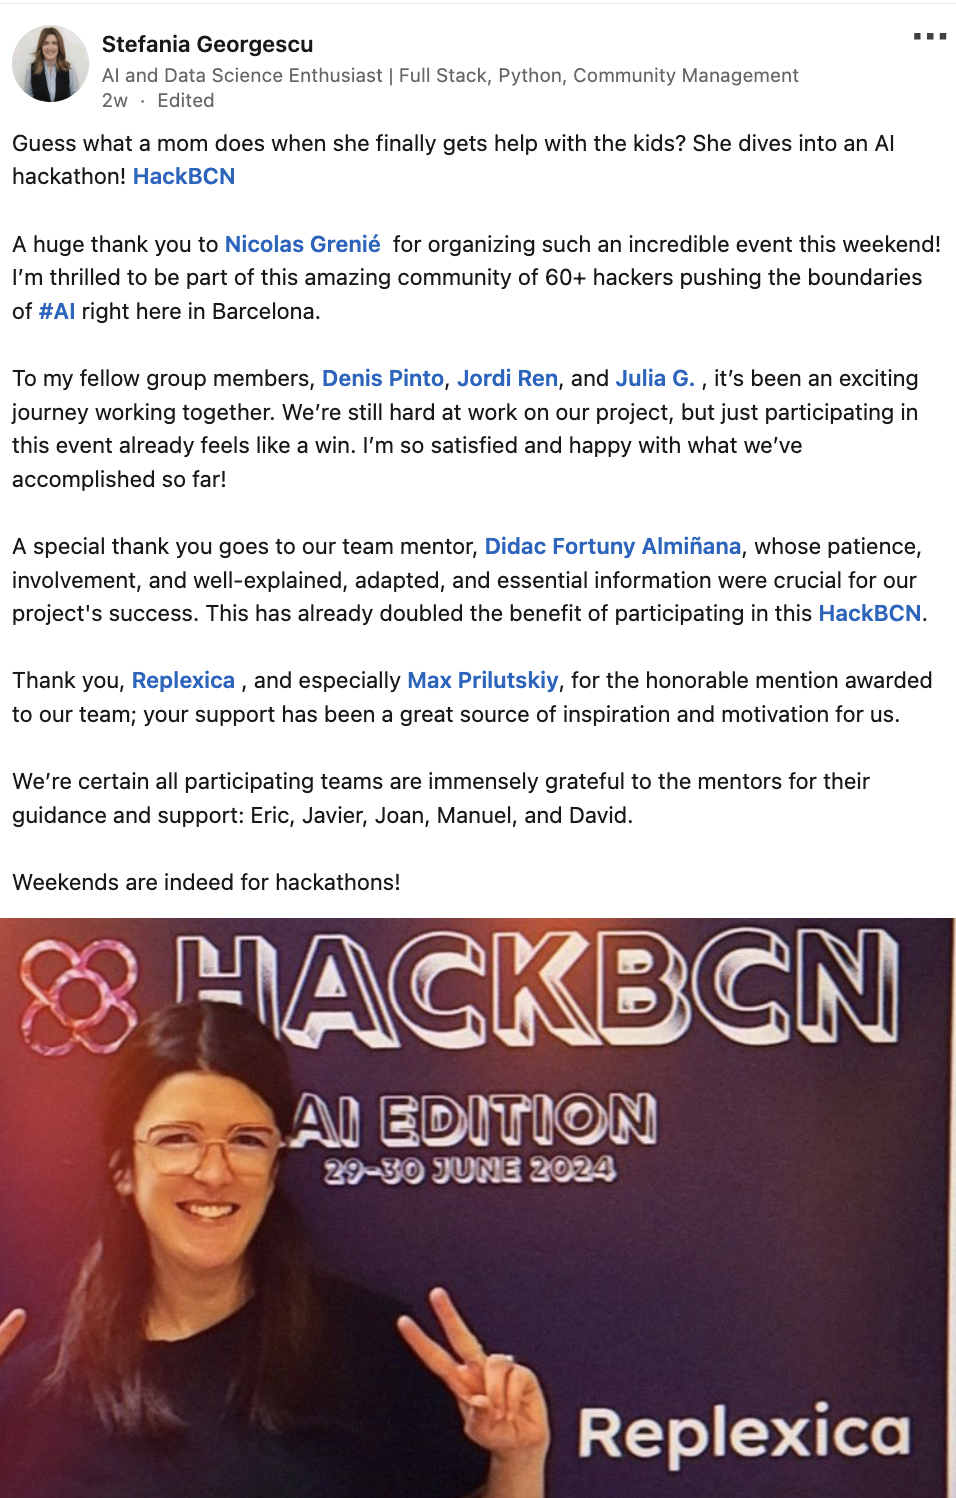 Stefania Georgescu
AI and Data Science Enthusiast | Full Stack, Python, Community Management
2w · Edited
Guess what a mom does when she finally gets help with the kids? She dives into an AI
hackathon! HackBCN
A huge thank you to Nicolas Grenié  for organizing such an incredible event this weekend!
I’m thrilled to be part of this amazing community of 60+ hackers pushing the boundaries
of #AI right here in Barcelona.
To my fellow group members, Denis Pinto, Jordi Ren, and Julia G. , it’s been an exciting
journey working together. We’re still hard at work on our project, but just participating in
this event already feels like a win. I’m so satisfied and happy with what we’ve
accomplished so far!
A special thank you goes to our team mentor, Didac Fortuny Almiñana, whose patience,
involvement, and well-explained, adapted, and essential information were crucial for our
project's success. This has already doubled the benefit of participating in this HackBCN.
Thank you, Replexica , and especially Max Prilutskiy, for the honorable mention awarded
to our team; your support has been a great source of inspiration and motivation for us.
We’re certain all participating teams are immensely grateful to the mentors for their
guidance and support: Eric, Javier, Joan, Manuel, and David.
Weekends are indeed for hackathons!
HACKBCN
AI EDITION
29-30 JUNE 2024
Replexica